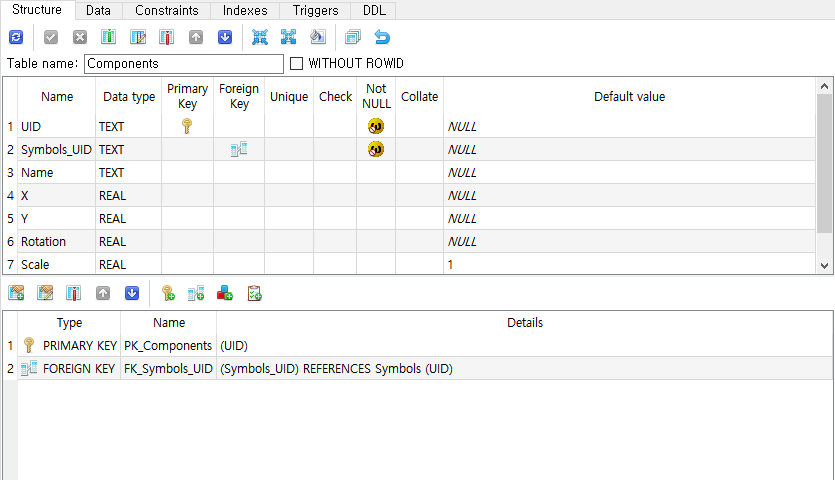 Structure Data Constraints Indexes Triggers DDL
Table name: Components WITHOUT ROWID
Name Data type Primary Key Foreign Key Unique Check Not NULL Collate Default value
1 UID TEXT NULL
2 Symbols_UID TEXT NULL
3 Name TEXT NULL
4 X REAL NULL
5 Y REAL NULL
6 Rotation REAL NULL
7 Scale REAL 1
Type Name Details
1 PRIMARY KEY PK_Components (UID)
2 FOREIGN KEY FK_Symbols_UID (Symbols_UID) REFERENCES Symbols (UID)